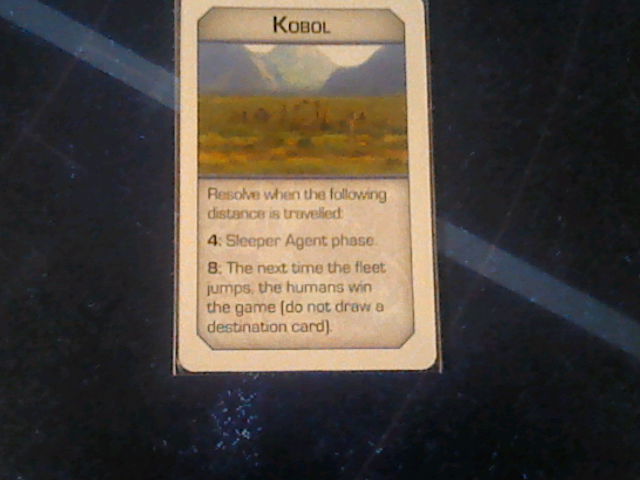 KOBOL
Resolve when the following
distance is travelled:
4: Sleeper Agent phase.
8: The next time the fleet
jumps, the humans win
the game (do not draw a
destination card).